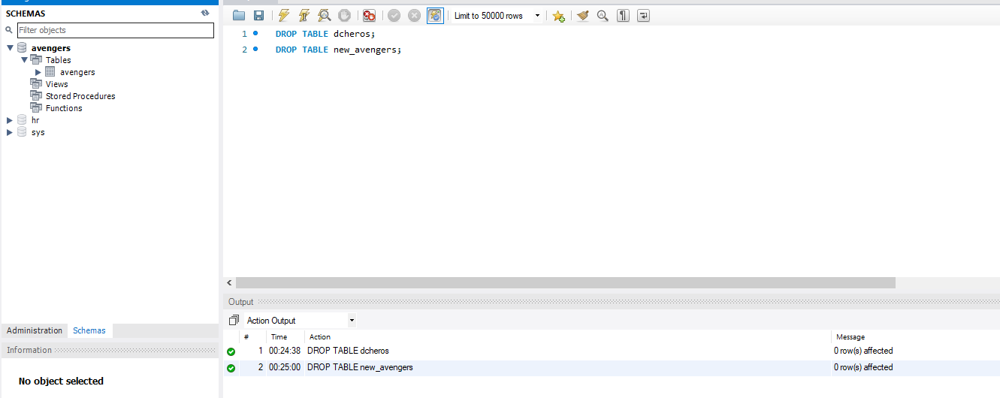 SCHEMAS
Filter objects
avengers
Tables
avengers
Views
Stored Procedures
Functions
hr
sys
Administration Schemas
Information
No object selected
Limit to 50000 rows
1 DROP TABLE dcheros;
2 DROP TABLE new_avengers;
Output
Action Output
# Time Action Message
1 00:24:38 DROP TABLE dcheros 0 row(s) affected
2 00:25:00 DROP TABLE new_avengers 0 row(s) affected